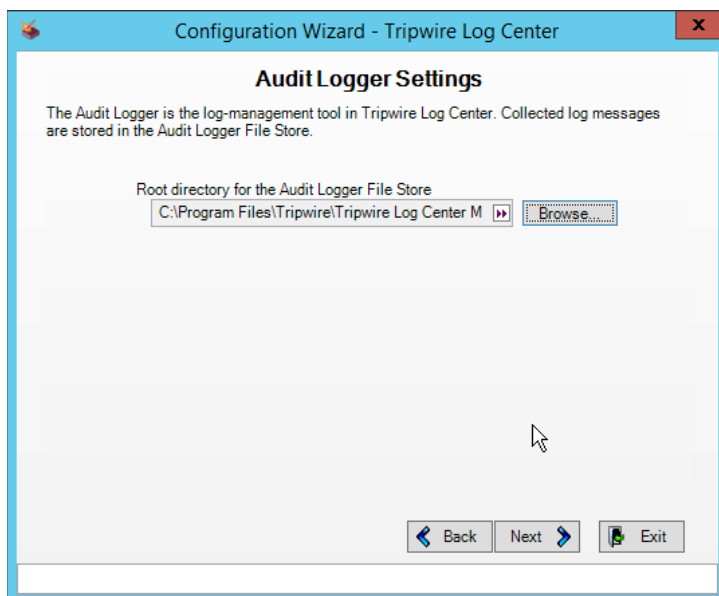 Configuration Wizard - Tripwire Log Center
x
Audit Logger Settings
The Audit Logger is the log-management tool in Tripwire Log Center. Collected log messages
are stored in the Audit Logger File Store.
Root directory for the Audit Logger File Store
C:\Program Files\Tripwire\Tripwire Log Center M
Browse...
Back
Next
Exit